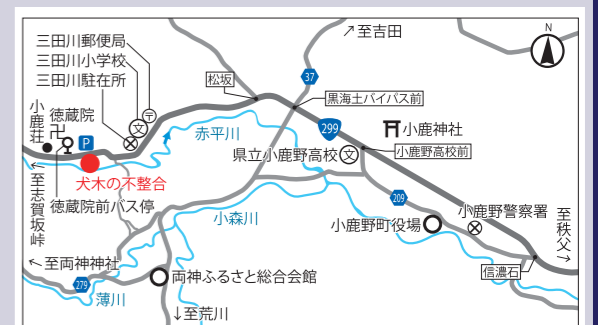 三田川郵便局
三田川小学校
三田川駐在所
小鹿荘
徳蔵院
卍
P
〒
文
犬木の不整合
徳蔵院前バス停
←至志賀坂峠
松坂
赤平川
↗至吉田
37
黒海土バイパス前
299
N
小鹿神社
県立小鹿野高校
文
小鹿野高校前
209
小森川
小鹿野町役場
小鹿野警察署
至秩父→
信濃石
←至両神神社
279
薄川
両神ふるさと総合会館
↓至荒川